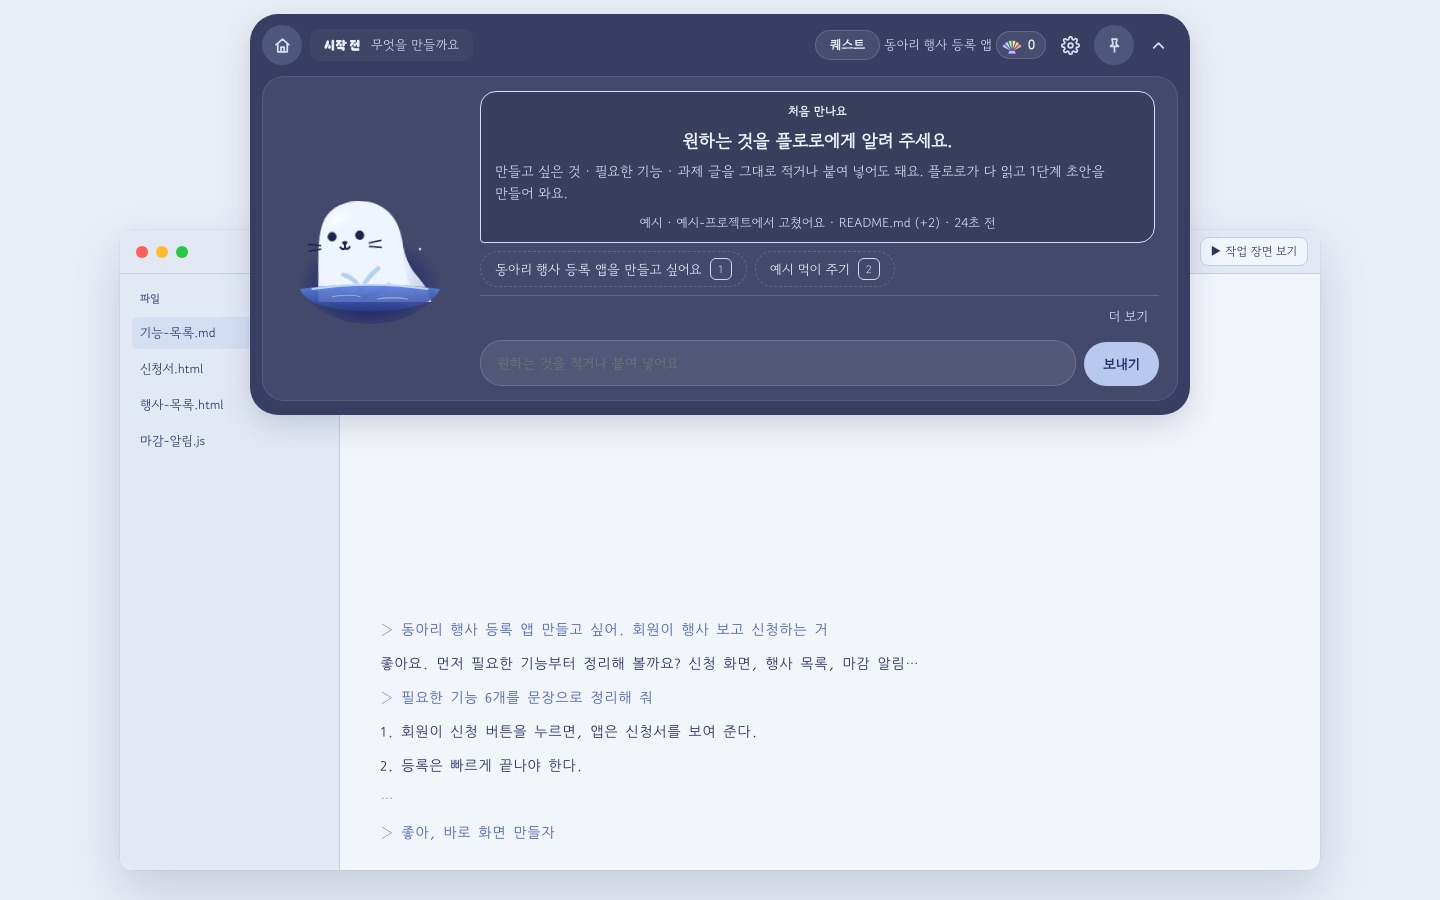 시작 전 무엇을 만들까요
퀘스트 동아리 행사 등록 앱 0
처음 만나요
원하는 것을 플로로에게 알려 주세요.
만들고 싶은 것 · 필요한 기능 · 과제 글을 그대로 적거나 붙여 넣어도 돼요. 플로로가 다 읽고 1단계 초안을
만들어 와요.
예시 · 예시-프로젝트에서 고쳤어요 · README.md (+2) · 24초 전
동아리 행사 등록 앱을 만들고 싶어요 1 예시 먹이 주기 2
더 보기
원하는 것을 적거나 붙여 넣어요
보내기
▶ 작업 장면 보기
파일
기능-목록.md
신청서.html
행사-목록.html
마감-알림.js
> 동아리 행사 등록 앱 만들고 싶어. 회원이 행사 보고 신청하는 거
좋아요. 먼저 필요한 기능부터 정리해 볼까요? 신청 화면, 행사 목록, 마감 알림…
> 필요한 기능 6개를 문장으로 정리해 줘
1. 회원이 신청 버튼을 누르면, 앱은 신청서를 보여 준다.
2. 등록은 빠르게 끝나야 한다.
…
> 좋아, 바로 화면 만들자